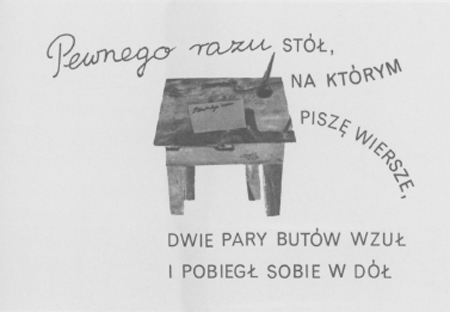 Pewnego razu STÓŁ,
NA KTÓRYM
PISZĘ WIERSZE,
DWIE PARY BUTÓW WZUŁ
I POBIEGŁ SOBIE W DÓŁ